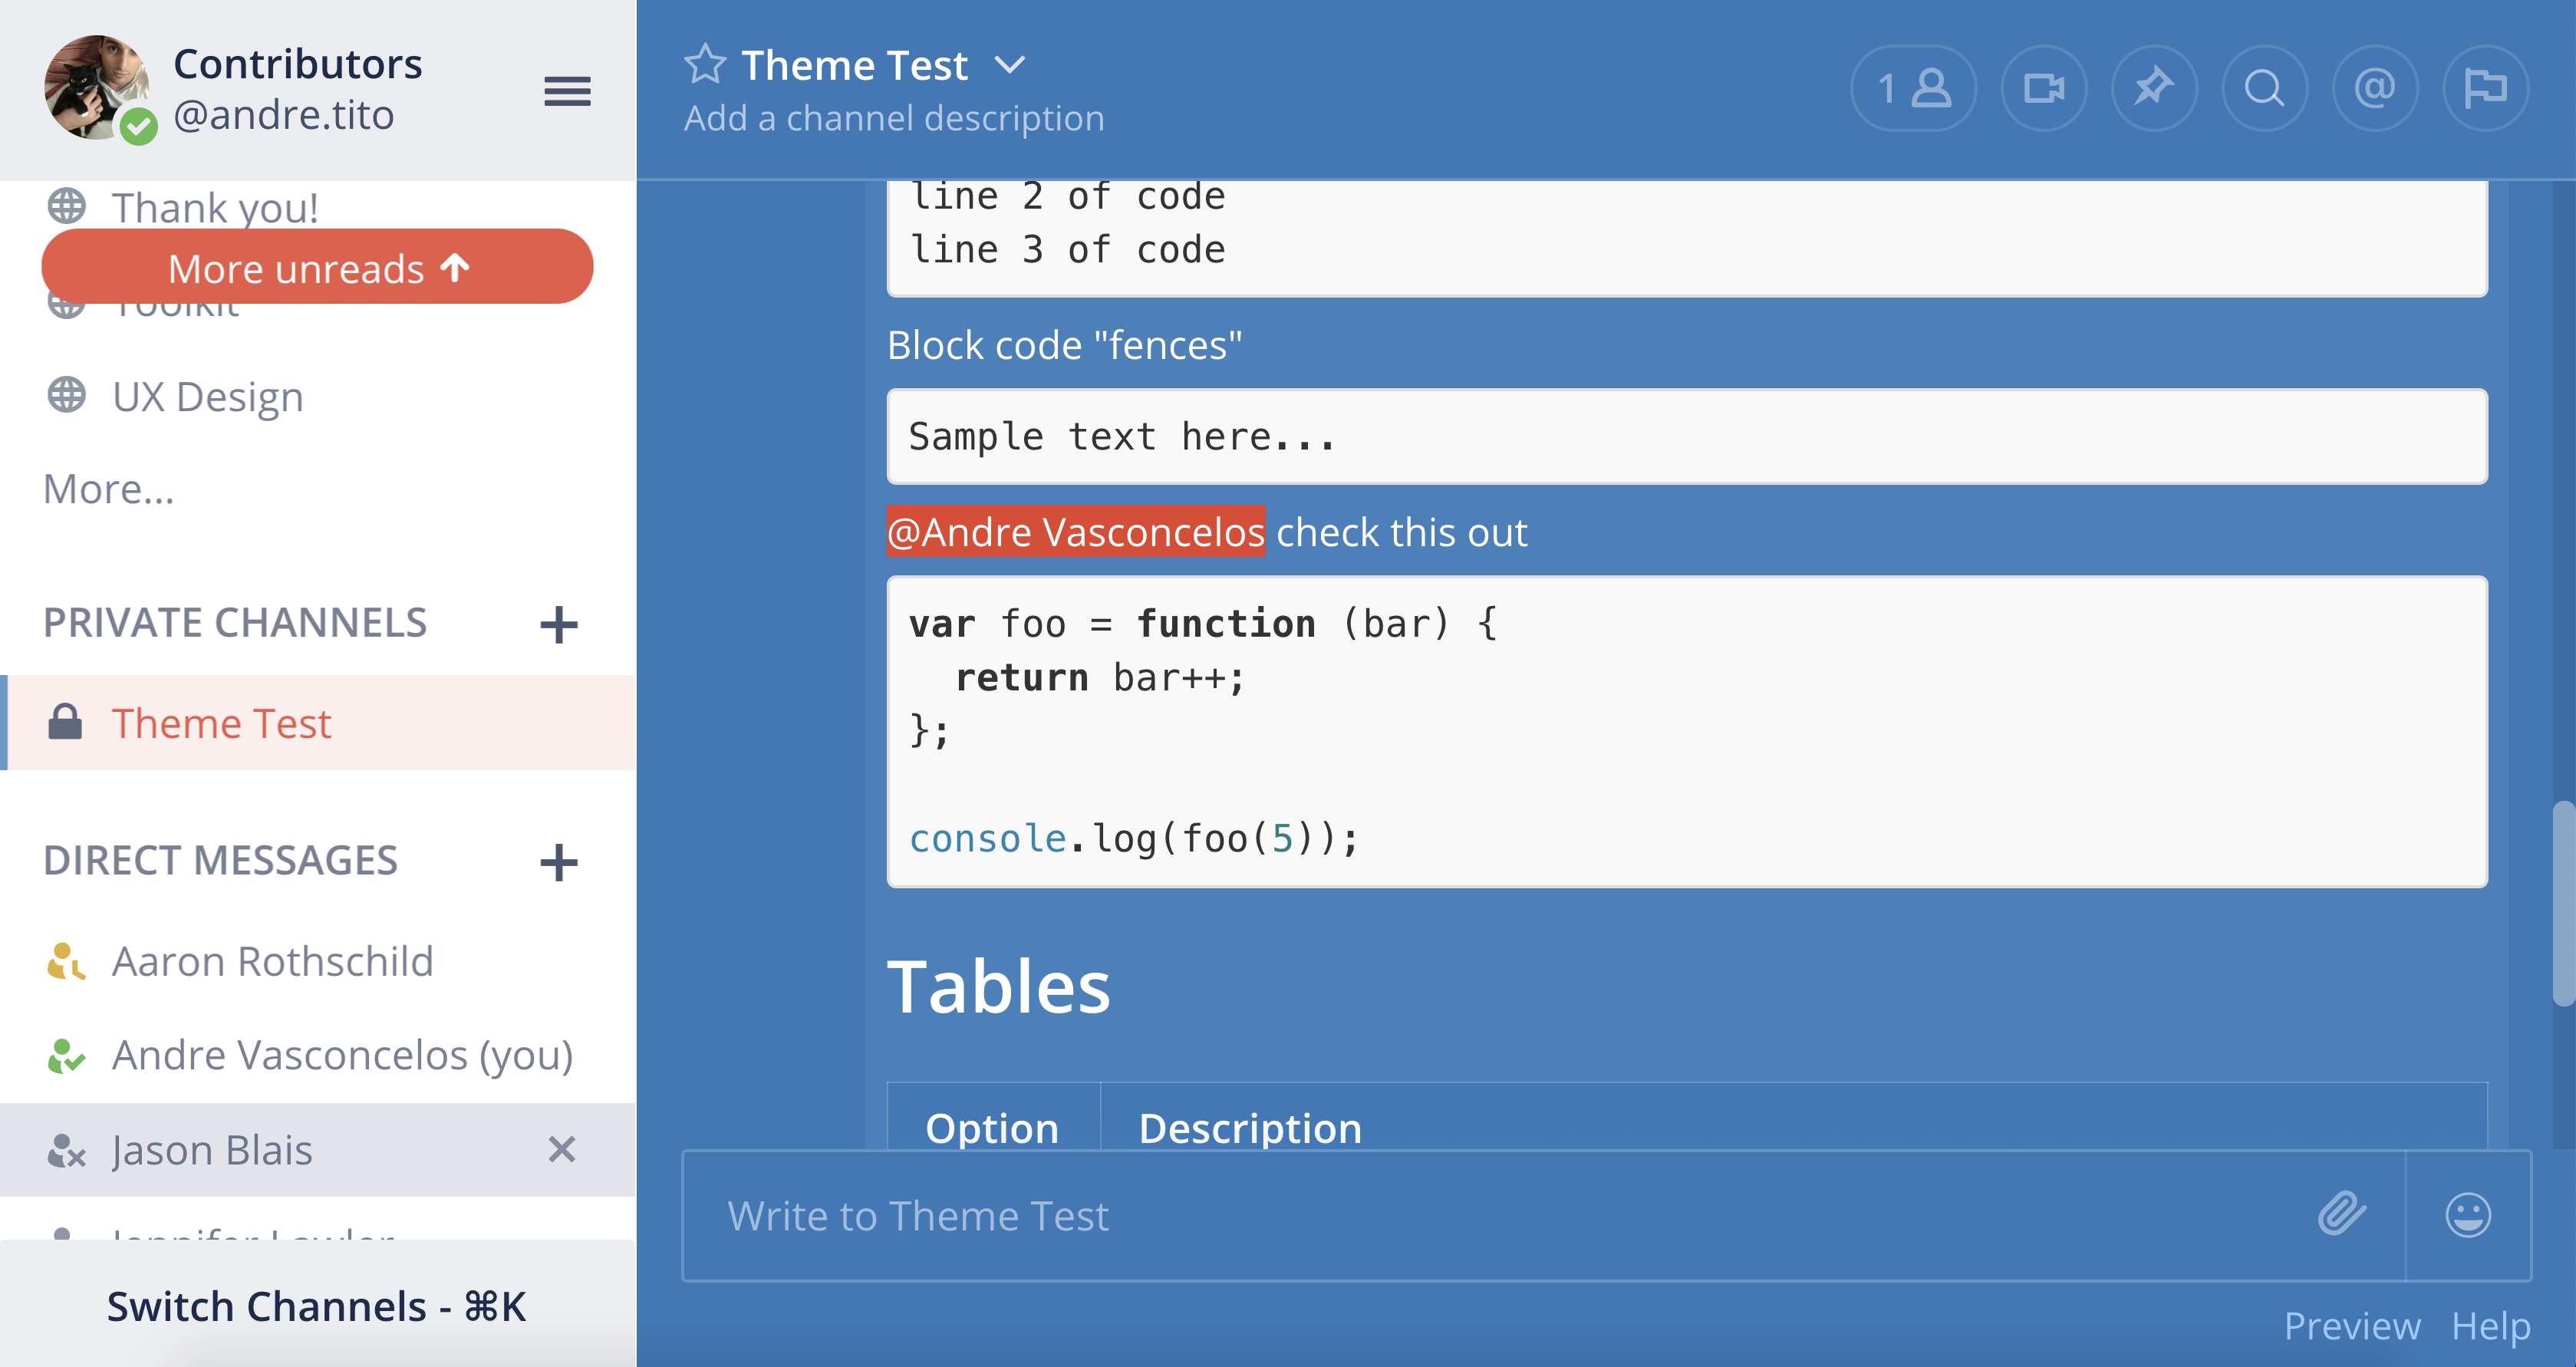 Contributors
@andre.tito
Thank you!
More unreads
Toolkit
UX Design
More...
PRIVATE CHANNELS
Theme Test
DIRECT MESSAGES
Aaron Rothschild
Andre Vasconcelos (you)
Jason Blais
Jennifer Lawler
Switch Channels - ⌘K
Theme Test
Add a channel description
1
@
line 2 of code
line 3 of code
Block code "fences"
Sample text here...
@Andre Vasconcelos check this out
var foo = function (bar) {
  return bar++;
};
console.log(foo(5));
Tables
Option Description
Write to Theme Test
Preview Help